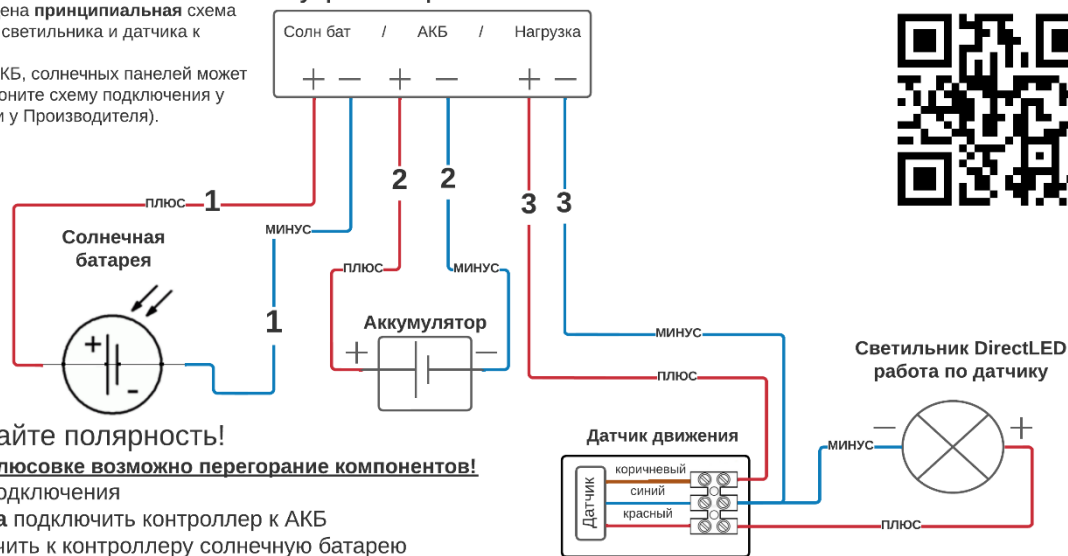 ена принципиальная схема
светильника и датчика к
КБ, солнечных панелей может
оните схему подключения у
и у Производителя).
Солн бат / АКБ / Нагрузка
+ — + — + —
2 2
1
3 3
ПЛЮС
МИНУС
Солнечная
батарея
ПЛЮС
МИНУС
1
Аккумулятор
+ —
+
-
МИНУС
ПЛЮС
Светильник DirectLED
работа по датчику
— +
МИНУС
ПЛЮС
Датчик движения
Датчик
коричневый
синий
красный
айте полярность!
люсовке возможно перегорание компонентов!
одключения
а подключить контроллер к АКБ
чить к контроллеру солнечную батарею